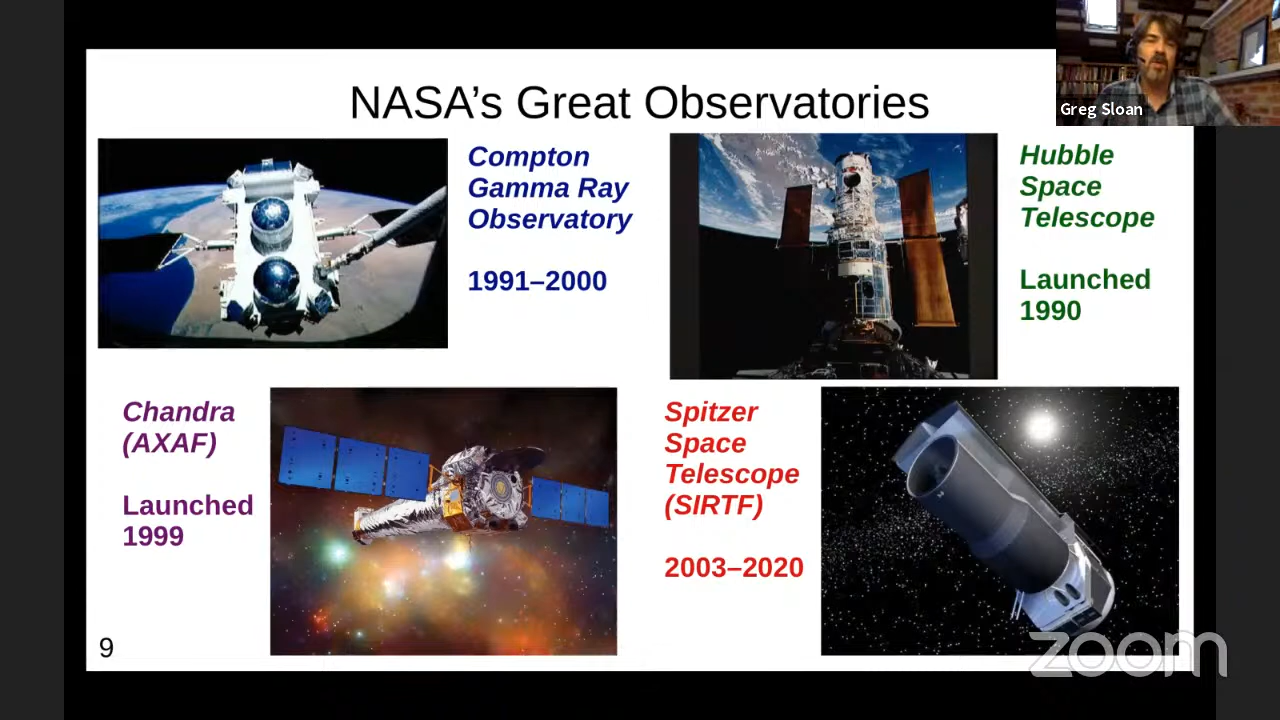 NASA's Great Observatories
Greg Sloan
Compton
Gamma Ray
Observatory
1991–2000
Hubble
Space
Telescope
Launched
1990
Chandra
(AXAF)
Launched
1999
Spitzer
Space
Telescope
(SIRTF)
2003–2020
9
zoom